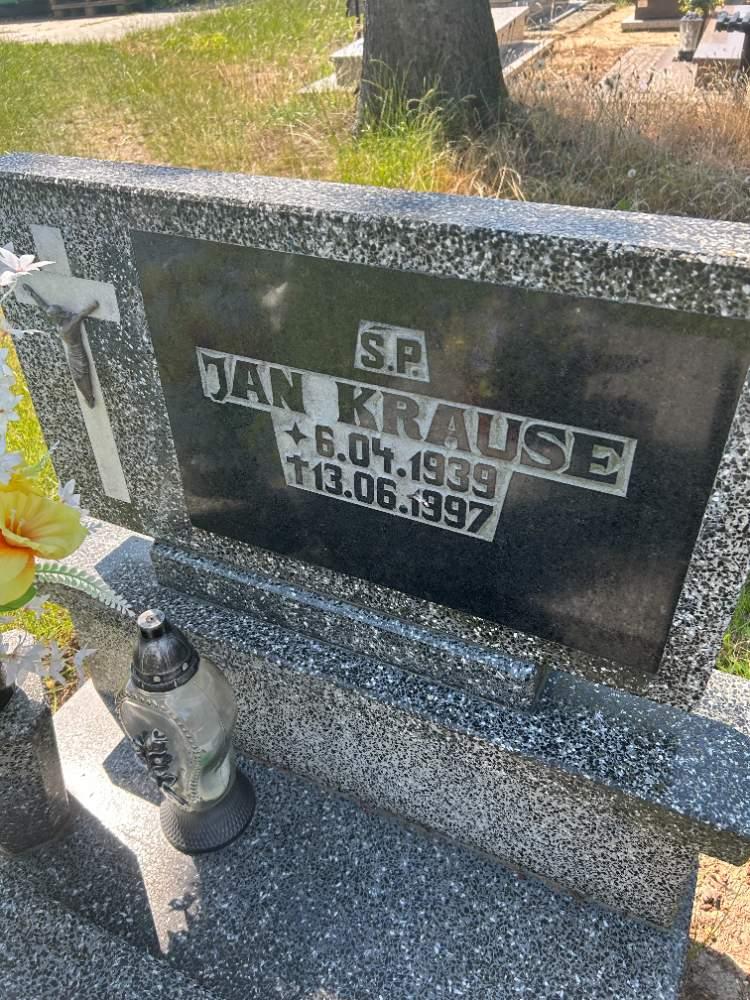 S.P.
JAN KRAUSE
✦ 6.04.1939
✝ 13.06.1997